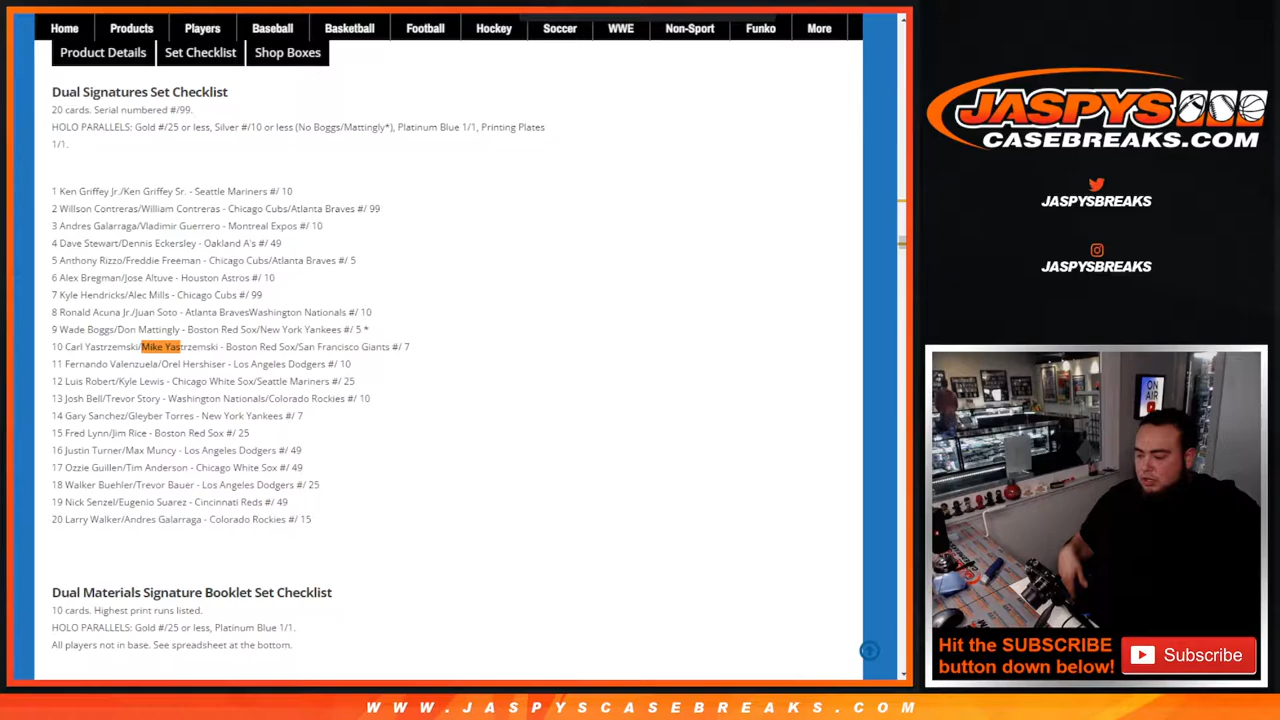 Home Products Players Baseball Basketball Football Hockey Soccer WWE Non-Sport Funko More
Product Details Set Checklist Shop Boxes
Dual Signatures Set Checklist
20 cards. Serial numbered #/99.
HOLO PARALLELS: Gold #/25 or less, Silver #/10 or less (No Boggs/Mattingly*), Platinum Blue 1/1, Printing Plates
1/1.
1 Ken Griffey Jr./Ken Griffey Sr. - Seattle Mariners #/ 10
2 Willson Contreras/William Contreras - Chicago Cubs/Atlanta Braves #/ 99
3 Andres Galarraga/Vladimir Guerrero - Montreal Expos #/ 10
4 Dave Stewart/Dennis Eckersley - Oakland A's #/ 49
5 Anthony Rizzo/Freddie Freeman - Chicago Cubs/Atlanta Braves #/ 5
6 Alex Bregman/Jose Altuve - Houston Astros #/ 10
7 Kyle Hendricks/Alec Mills - Chicago Cubs #/ 99
8 Ronald Acuna Jr./Juan Soto - Atlanta BravesWashington Nationals #/ 10
9 Wade Boggs/Don Mattingly - Boston Red Sox/New York Yankees #/ 5 *
10 Carl Yastrzemski/Mike Yastrzemski - Boston Red Sox/San Francisco Giants #/ 7
11 Fernando Valenzuela/Orel Hershiser - Los Angeles Dodgers #/ 10
12 Luis Robert/Kyle Lewis - Chicago White Sox/Seattle Mariners #/ 25
13 Josh Bell/Trevor Story - Washington Nationals/Colorado Rockies #/ 10
14 Gary Sanchez/Gleyber Torres - New York Yankees #/ 7
15 Fred Lynn/Jim Rice - Boston Red Sox #/ 25
16 Justin Turner/Max Muncy - Los Angeles Dodgers #/ 49
17 Ozzie Guillen/Tim Anderson - Chicago White Sox #/ 49
18 Walker Buehler/Trevor Bauer - Los Angeles Dodgers #/ 25
19 Nick Senzel/Eugenio Suarez - Cincinnati Reds #/ 49
20 Larry Walker/Andres Galarraga - Colorado Rockies #/ 15
Dual Materials Signature Booklet Set Checklist
10 cards. Highest print runs listed.
HOLO PARALLELS: Gold #/25 or less, Platinum Blue 1/1.
All players not in base. See spreadsheet at the bottom.
JASPYS
CASEBREAKS.COM
JASPYSBREAKS
JASPYSBREAKS
ON
AIR
Hit the SUBSCRIBE
button down below!
Subscribe
WWW.JASPYSCASEBREAKS.COM